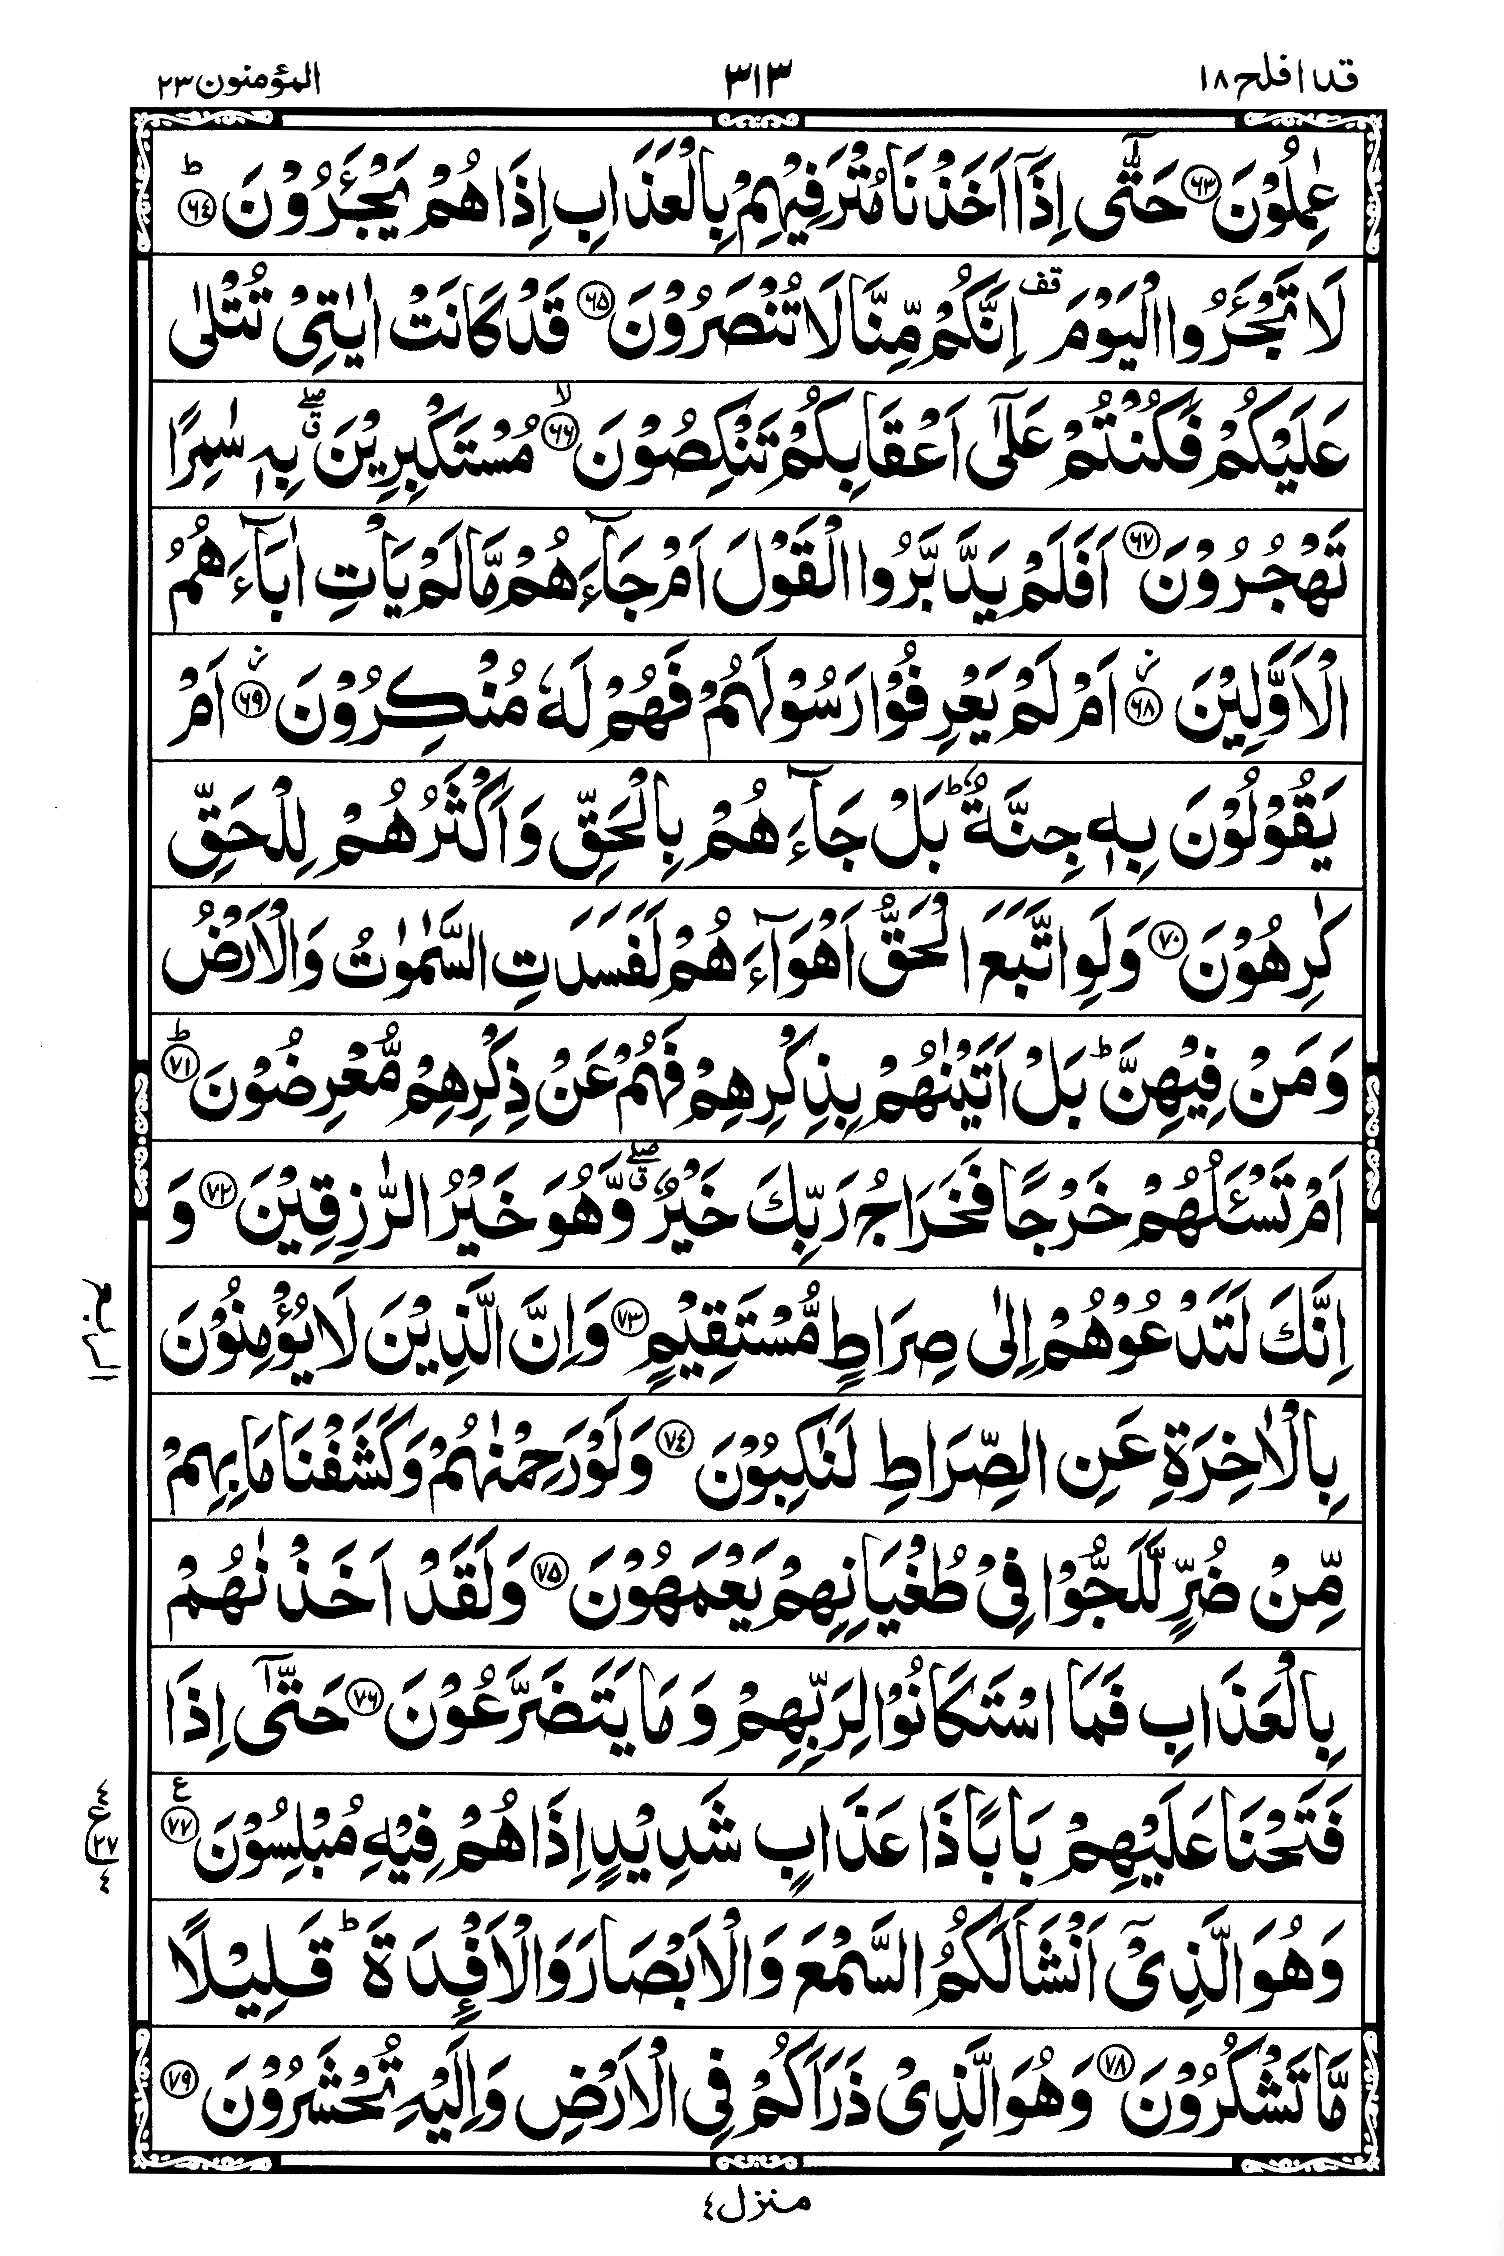 قد افلح ١٨
٣١٣
المؤمنون ٢٣
عٰمِلُوْنَ ﴿٦٣﴾ حَتّٰۤى اِذَاۤ اَخَذْنَا مُتْرَفِيْهِمْ بِالْعَذَابِ اِذَا هُمْ يَجْـَٔرُوْنَ ؕ﴿٦٤﴾
لَا تَجْـَٔرُوا الْيَوْمَ ۟ قف اِنَّكُمْ مِّنَّا لَا تُنْصَرُوْنَ ﴿٦٥﴾ قَدْ كَانَتْ اٰيٰتِىْ تُتْلٰى
عَلَيْكُمْ فَكُنْتُمْ عَلٰۤى اَعْقَابِكُمْ تَنْكِصُوْنَ ۙ﴿٦٦﴾ مُسْتَكْبِرِيْنَ ۖق بِهٖ سٰمِرًا
تَهْجُرُوْنَ ﴿٦٧﴾ اَفَلَمْ يَدَّبَّرُوا الْقَوْلَ اَمْ جَآءَهُمْ مَّا لَمْ يَاْتِ اٰبَآءَهُمُ
الْاَوَّلِيْنَ ز﴿٦٨﴾ اَمْ لَمْ يَعْرِفُوْا رَسُوْلَهُمْ فَهُمْ لَهٗ مُنْكِرُوْنَ ز﴿٦٩﴾ اَمْ
يَقُوْلُوْنَ بِهٖ جِنَّةٌ ؕ بَلْ جَآءَهُمْ بِالْحَقِّ وَاَكْثَرُهُمْ لِلْحَقِّ
كٰرِهُوْنَ ﴿٧٠﴾ وَلَوِ اتَّبَعَ الْحَقُّ اَهْوَآءَهُمْ لَفَسَدَتِ السَّمٰوٰتُ وَالْاَرْضُ
وَمَنْ فِيْهِنَّ ؕ بَلْ اَتَيْنٰهُمْ بِذِكْرِهِمْ فَهُمْ عَنْ ذِكْرِهِمْ مُّعْرِضُوْنَ ؕ﴿٧١﴾
اَمْ تَسْـَٔلُهُمْ خَرْجًا فَخَرَاجُ رَبِّكَ خَيْرٌ ۖق وَّهُوَ خَيْرُ الرّٰزِقِيْنَ ﴿٧٢﴾ وَ
اِنَّكَ لَتَدْعُوْهُمْ اِلٰى صِرَاطٍ مُّسْتَقِيْمٍ ﴿٧٣﴾ وَاِنَّ الَّذِيْنَ لَا يُؤْمِنُوْنَ
الربع
بِالْاٰخِرَةِ عَنِ الصِّرَاطِ لَنٰكِبُوْنَ ﴿٧٤﴾ وَلَوْ رَحِمْنٰهُمْ وَكَشَفْنَا مَا بِهِمْ
مِّنْ ضُرٍّ لَّلَجُّوْا فِىْ طُغْيَانِهِمْ يَعْمَهُوْنَ ﴿٧٥﴾ وَلَقَدْ اَخَذْنٰهُمْ
بِالْعَذَابِ فَمَا اسْتَكَانُوْا لِرَبِّهِمْ وَمَا يَتَضَرَّعُوْنَ ﴿٧٦﴾ حَتّٰۤى اِذَا
فَتَحْنَا عَلَيْهِمْ بَابًا ذَا عَذَابٍ شَدِيْدٍ اِذَا هُمْ فِيْهِ مُبْلِسُوْنَ ع﴿٧٧﴾
٤
ع
٢٧
٤
وَهُوَ الَّذِىْۤ اَنْشَاَ لَكُمُ السَّمْعَ وَالْاَبْصَارَ وَالْاَفْـِٕدَةَ ؕ قَلِيْلًا
مَّا تَشْكُرُوْنَ ﴿٧٨﴾ وَهُوَ الَّذِىْ ذَرَاَكُمْ فِى الْاَرْضِ وَاِلَيْهِ تُحْشَرُوْنَ ﴿٧٩﴾
منزل ٤